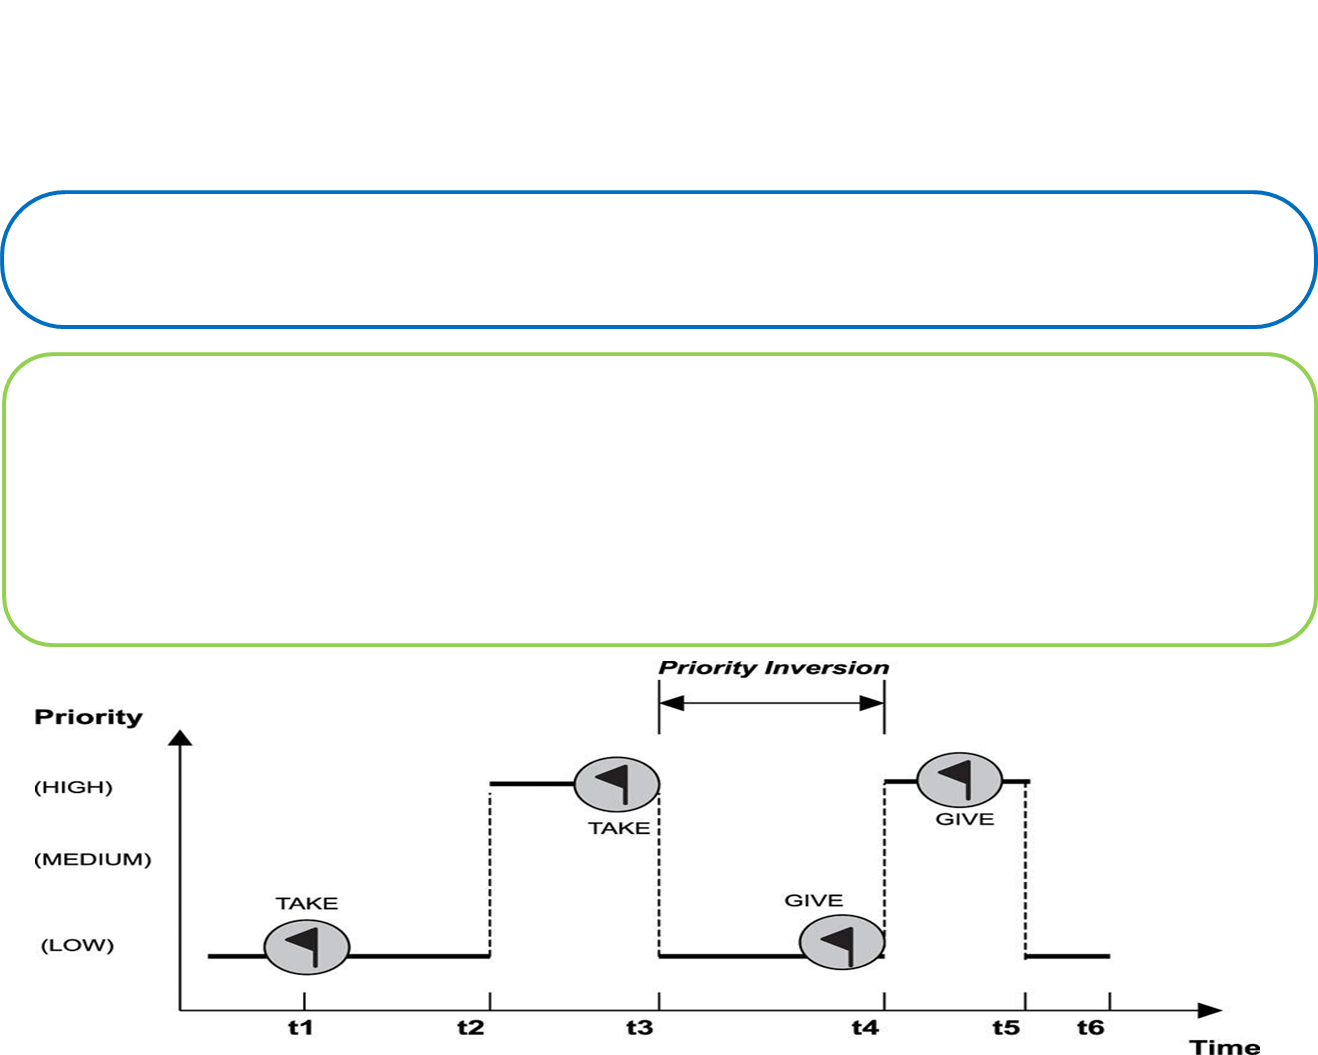 Priority Inversion
Priority
(HIGH)
TAKE
GIVE
(MEDIUM)
TAKE
GIVE
(LOW)
t1 t2 t3 t4 t5 t6
Time